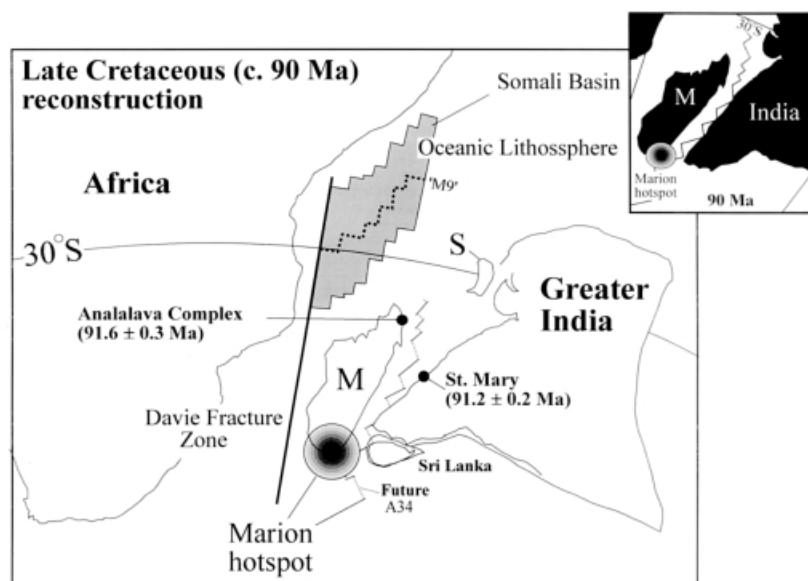 Late Cretaceous (c. 90 Ma)
reconstruction
Somali Basin
Oceanic Lithossphere
'M9'
Africa
30°S
S
Greater
India
Analalava Complex
(91.6 ± 0.3 Ma)
M
St. Mary
(91.2 ± 0.2 Ma)
Davie Fracture
Zone
Sri Lanka
Future
A34
Marion
hotspot
30°S
M
India
Marion
hotspot
90 Ma